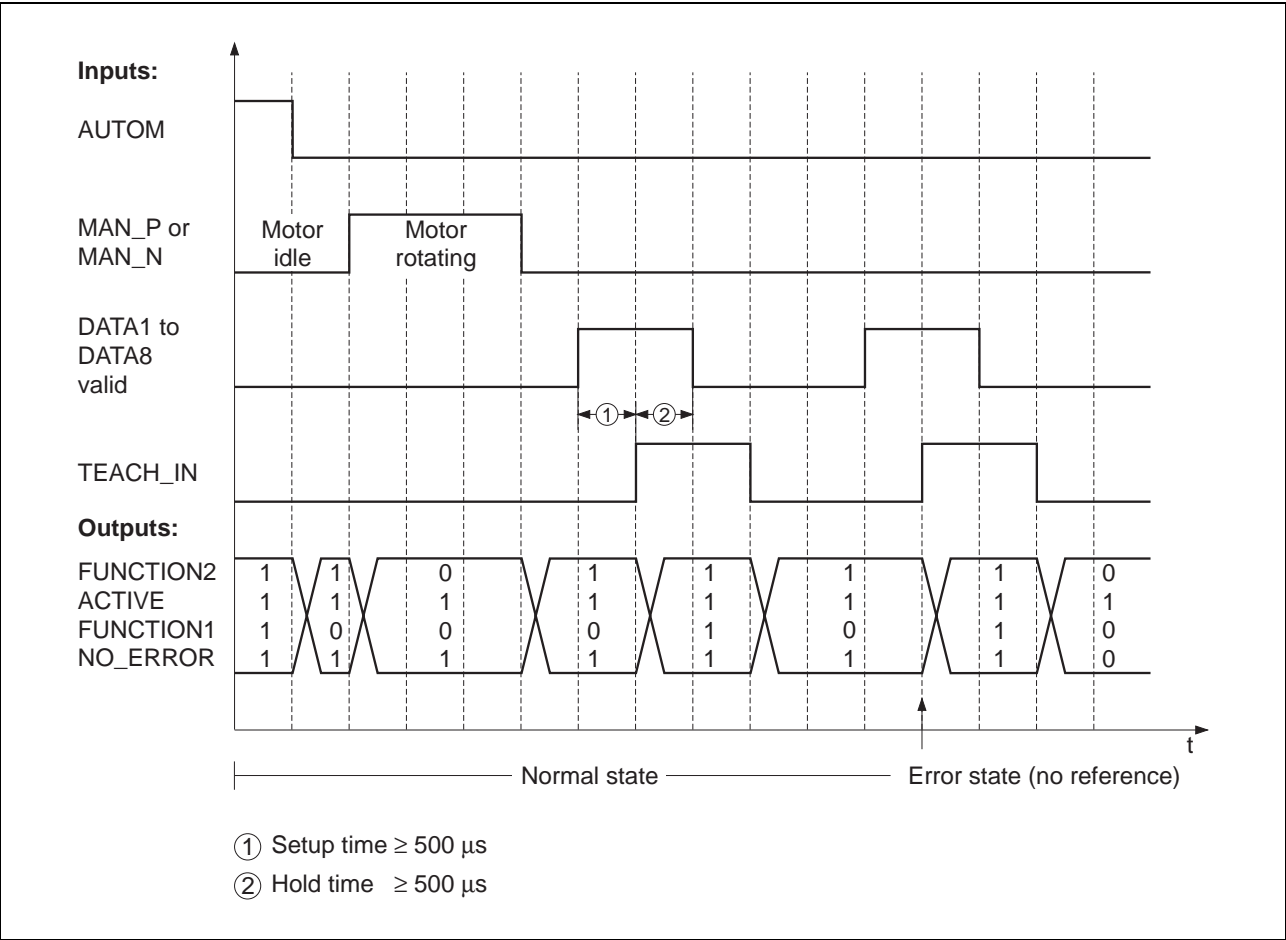 Inputs:
AUTOM
MAN_P or
MAN_N
Motor
idle
Motor
rotating
DATA1 to
DATA8
valid
① ②
TEACH_IN
Outputs:
FUNCTION2 1 1 0 1 1 1 1 0
ACTIVE 1 1 1 1 1 1 1 1
FUNCTION1 1 0 0 0 1 0 1 0
NO_ERROR 1 1 1 1 1 1 1 0
t
Normal state Error state (no reference)
① Setup time ≥ 500 μs
② Hold time ≥ 500 μs